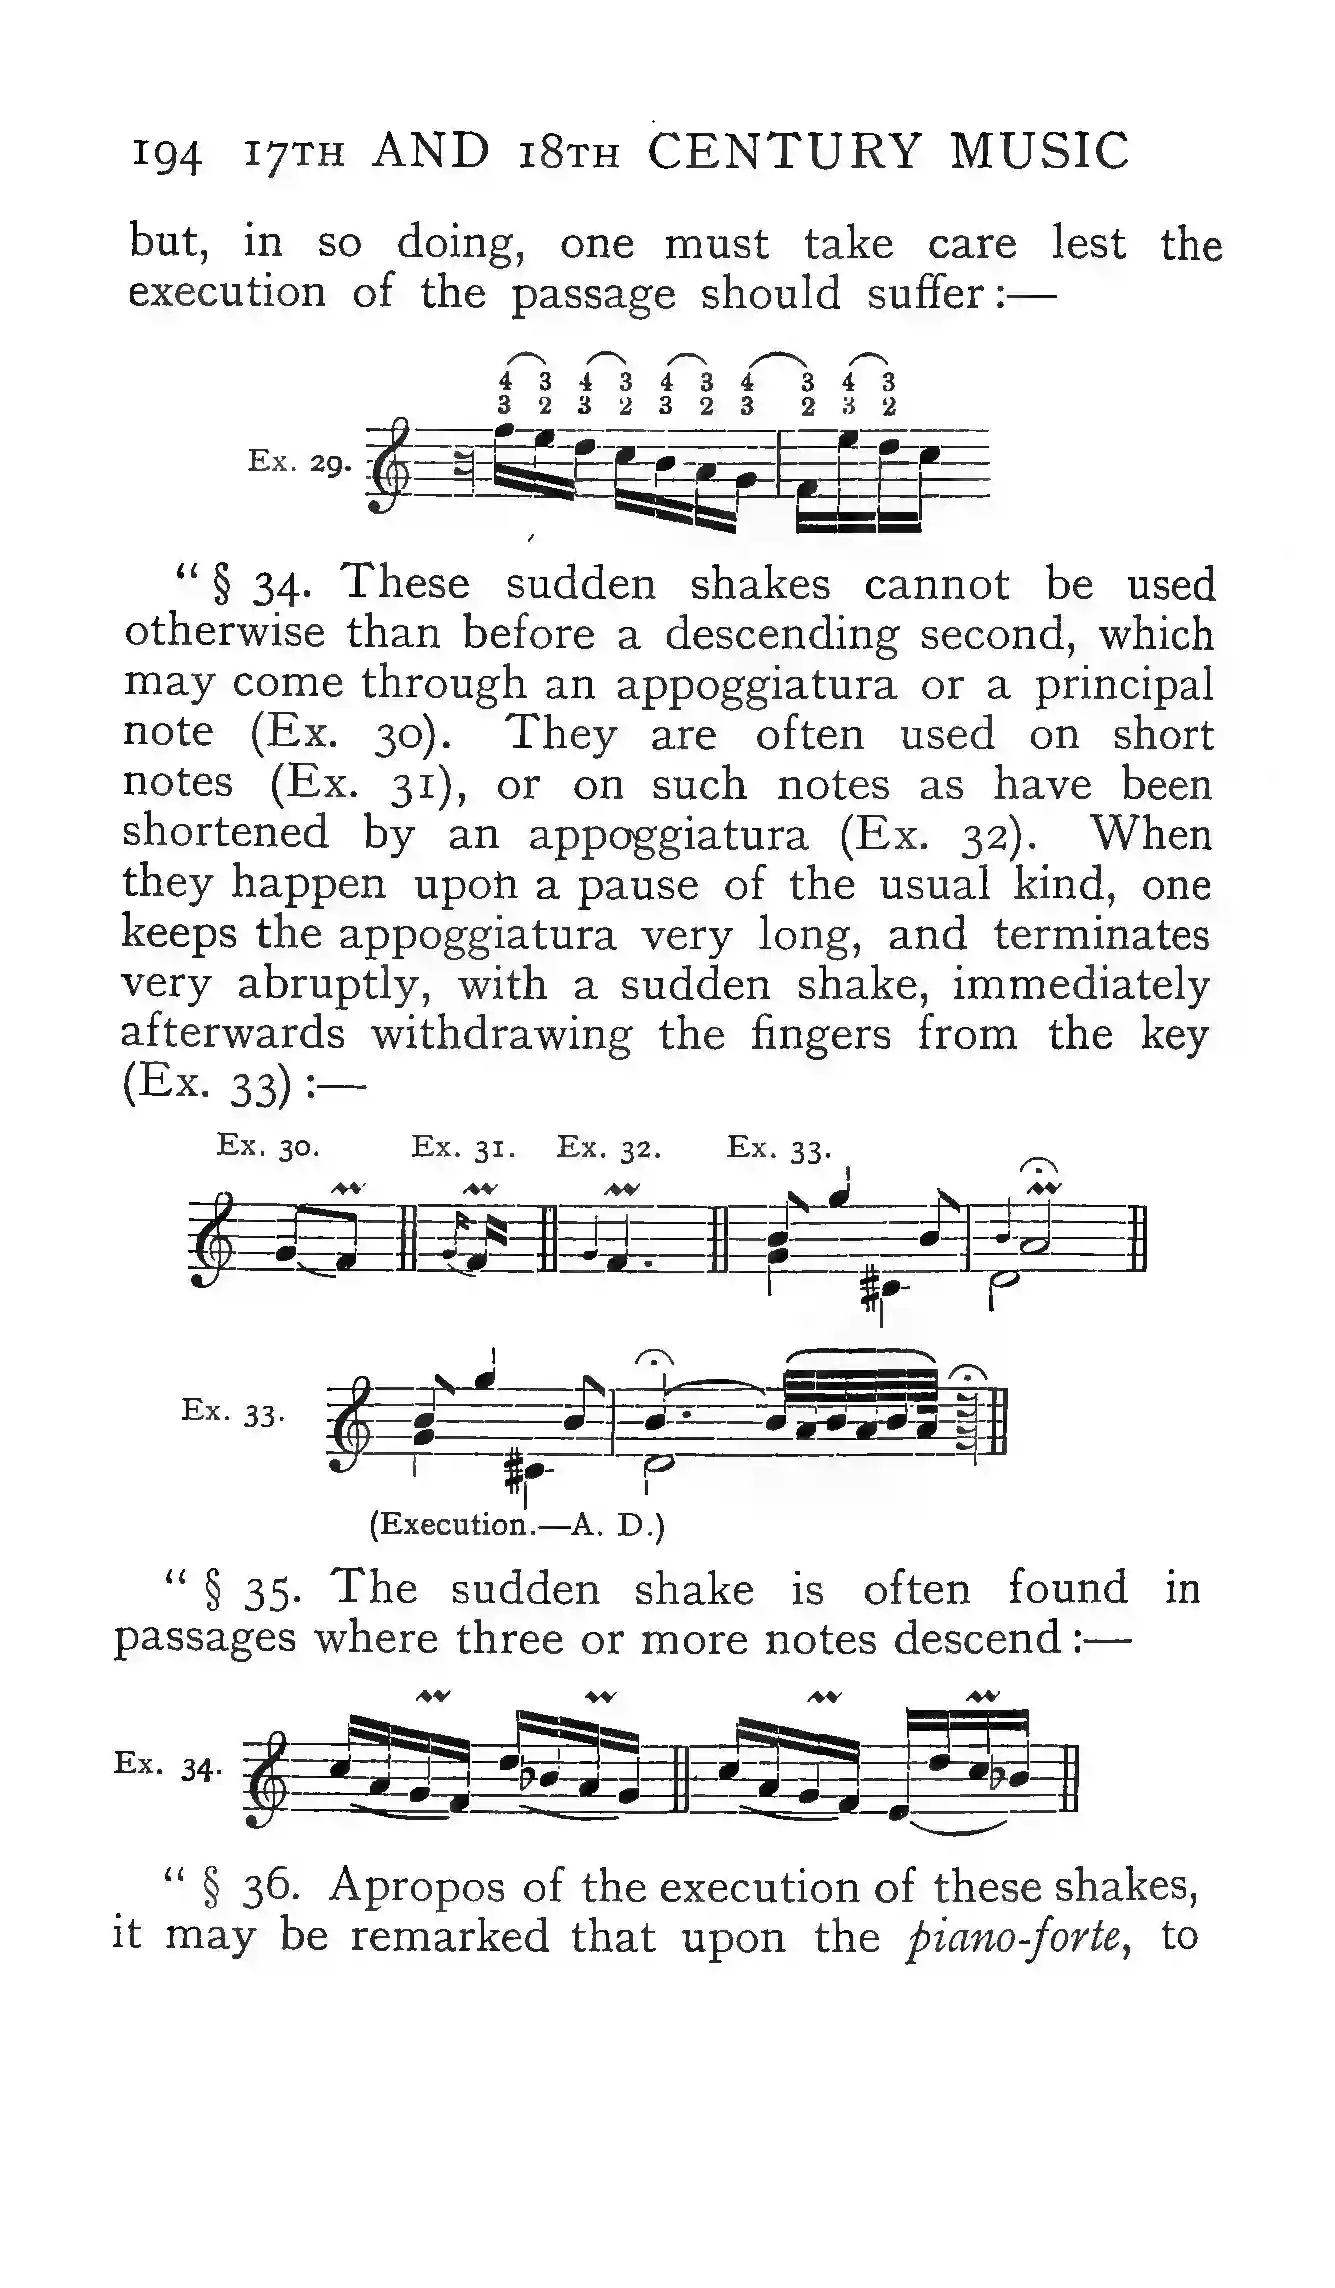 194 17TH AND 18TH CENTURY MUSIC
but, in so doing, one must take care lest the
execution of the passage should suffer :—
4 3 4 3 4 3 4 3 4 3
3 2 3 2 3 2 3 2 3 2
Ex. 29.
“ § 34. These sudden shakes cannot be used
otherwise than before a descending second, which
may come through an appoggiatura or a principal
note (Ex. 30). They are often used on short
notes (Ex. 31), or on such notes as have been
shortened by an appoggiatura (Ex. 32). When
they happen upon a pause of the usual kind, one
keeps the appoggiatura very long, and terminates
very abruptly, with a sudden shake, immediately
afterwards withdrawing the fingers from the key
(Ex. 33) :—
Ex. 30. Ex. 31. Ex. 32. Ex. 33.
Ex. 33.
(Execution.—A. D.)
“ § 35. The sudden shake is often found in
passages where three or more notes descend :—
Ex. 34.
“ § 36. Apropos of the execution of these shakes,
it may be remarked that upon the piano-forte, to